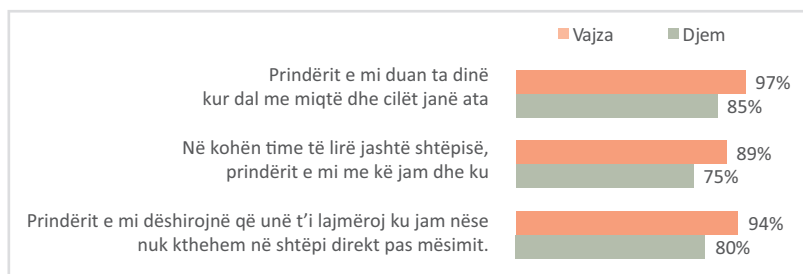 Vajza Djem
Prindërit e mi duan ta dinë
kur dal me miqtë dhe cilët janë ata
97%
85%
Në kohën time të lirë jashtë shtëpisë,
prindërit e mi me kë jam dhe ku
89%
75%
Prindërit e mi dëshirojnë që unë t’i lajmëroj ku jam nëse
nuk kthehem në shtëpi direkt pas mësimit.
94%
80%